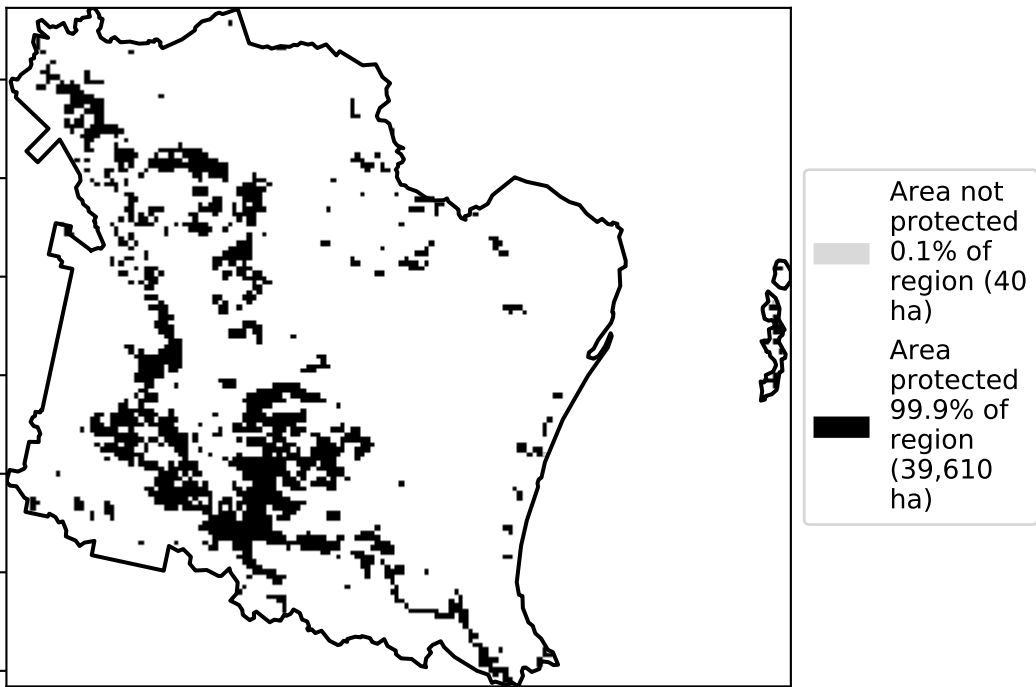 Area not
protected
0.1% of
region (40
ha)
Area
protected
99.9% of
region
(39,610
ha)